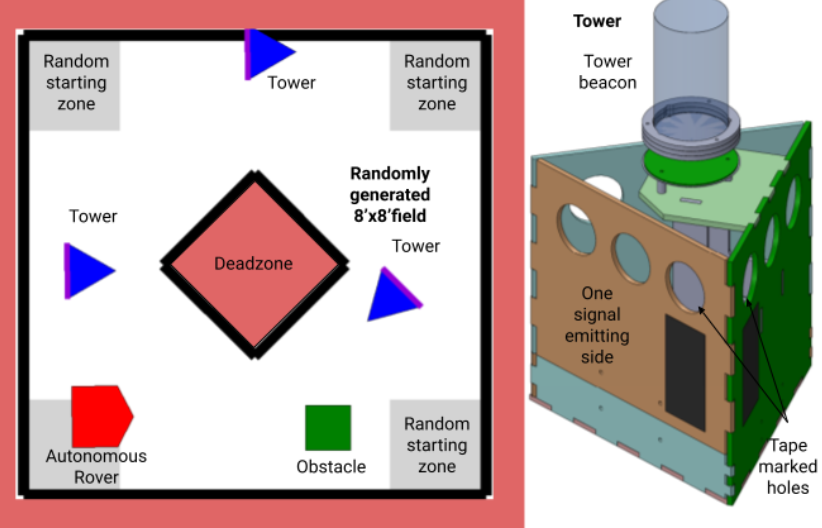 Random
starting
zone
Tower
Random
starting
zone
Randomly
generated
8'x8'field
Tower
Tower
Deadzone
Autonomous
Rover
Obstacle
Random
starting
zone
Tower
Tower
beacon
One
signal
emitting
side
Tape
marked
holes